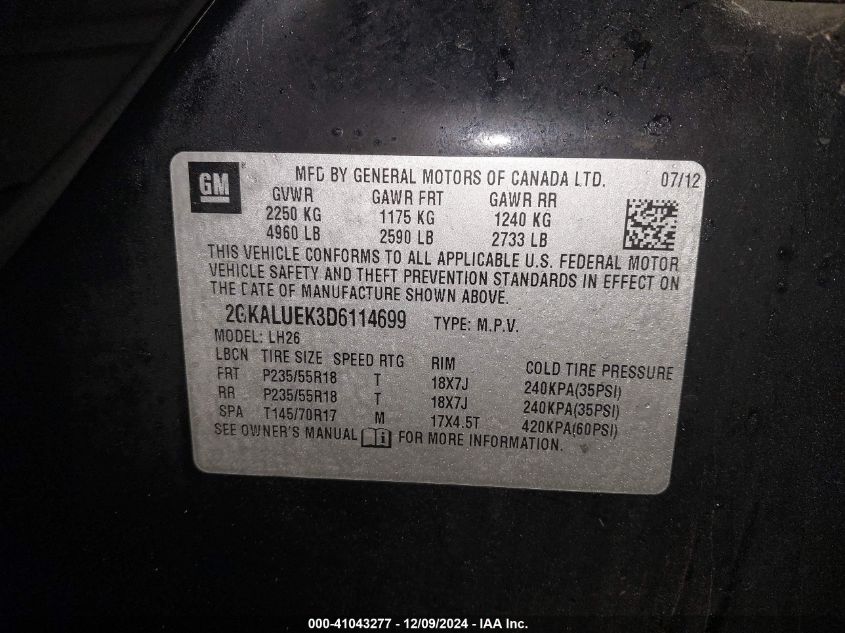 GM
MFD BY GENERAL MOTORS OF CANADA LTD. 07/12
GVWR GAWR FRT GAWR RR
2250 KG 1175 KG 1240 KG
4960 LB 2590 LB 2733 LB
THIS VEHICLE CONFORMS TO ALL APPLICABLE U.S. FEDERAL MOTOR
VEHICLE SAFETY AND THEFT PREVENTION STANDARDS IN EFFECT ON
THE DATE OF MANUFACTURE SHOWN ABOVE.
2GKALUEK3D6114699 TYPE: M.P.V.
MODEL: LH26
LBCN TIRE SIZE SPEED RTG RIM COLD TIRE PRESSURE
FRT P235/55R18 T 18X7J 240KPA(35PSI)
RR P235/55R18 T 18X7J 240KPA(35PSI)
SPA T145/70R17 M 17X4.5T 420KPA(60PSI)
SEE OWNER'S MANUAL FOR MORE INFORMATION.
000-41043277 - 12/09/2024 - IAA Inc.